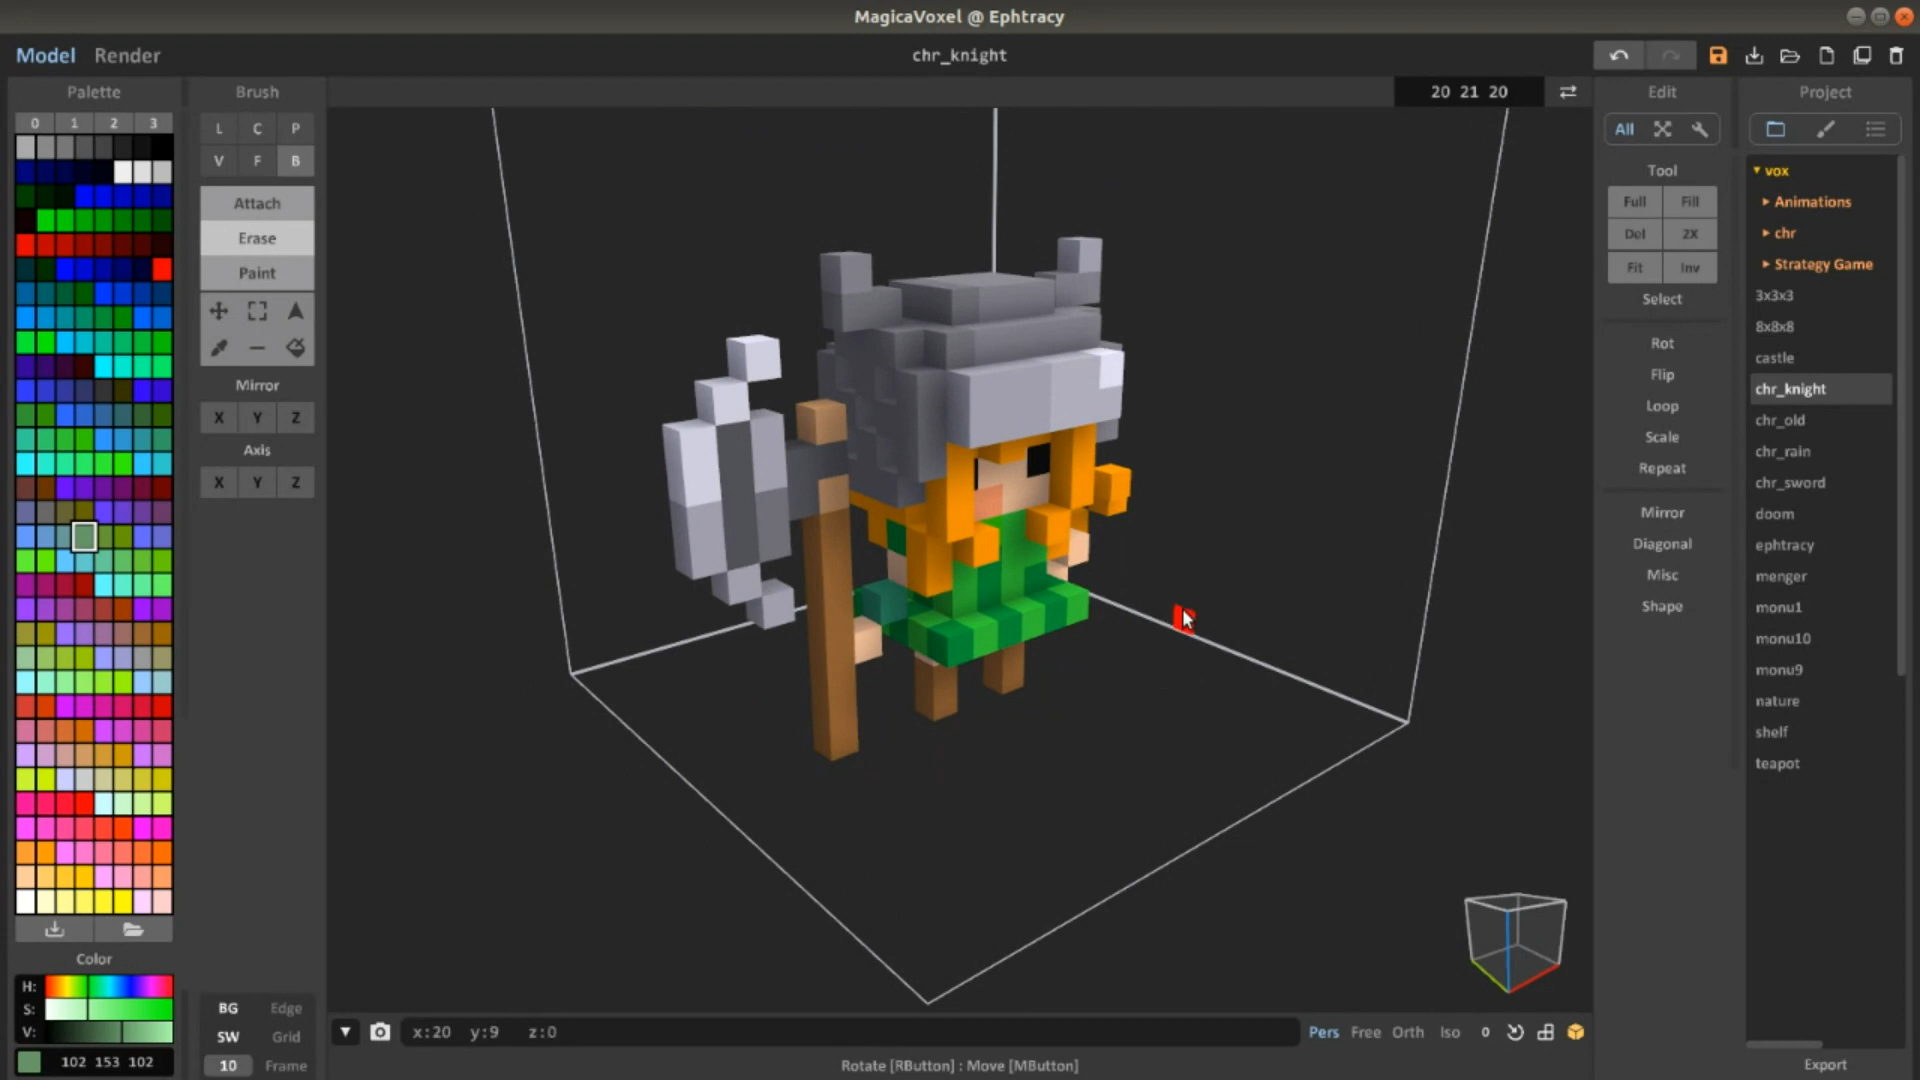 MagicaVoxel @ Ephtracy
Model Render
chr_knight
Palette
0 1 2 3
Color
H:
S:
V:
102 153 102
Brush
L C P
V F B
Attach
Erase
Paint
Mirror
X Y Z
Axis
X Y Z
BG Edge
SW Grid
10 Frame
20 21 20
x:20 y:9 z:0
Pers Free Orth Iso 0
Rotate [RButton] : Move [MButton]
Edit
All
Tool
Full Fill
Del 2X
Fit Inv
Select
Rot
Flip
Loop
Scale
Repeat
Mirror
Diagonal
Misc
Shape
Project
vox
Animations
chr
Strategy Game
3x3x3
8x8x8
castle
chr_knight
chr_old
chr_rain
chr_sword
doom
ephtracy
menger
monu1
monu10
monu9
nature
shelf
teapot
Export